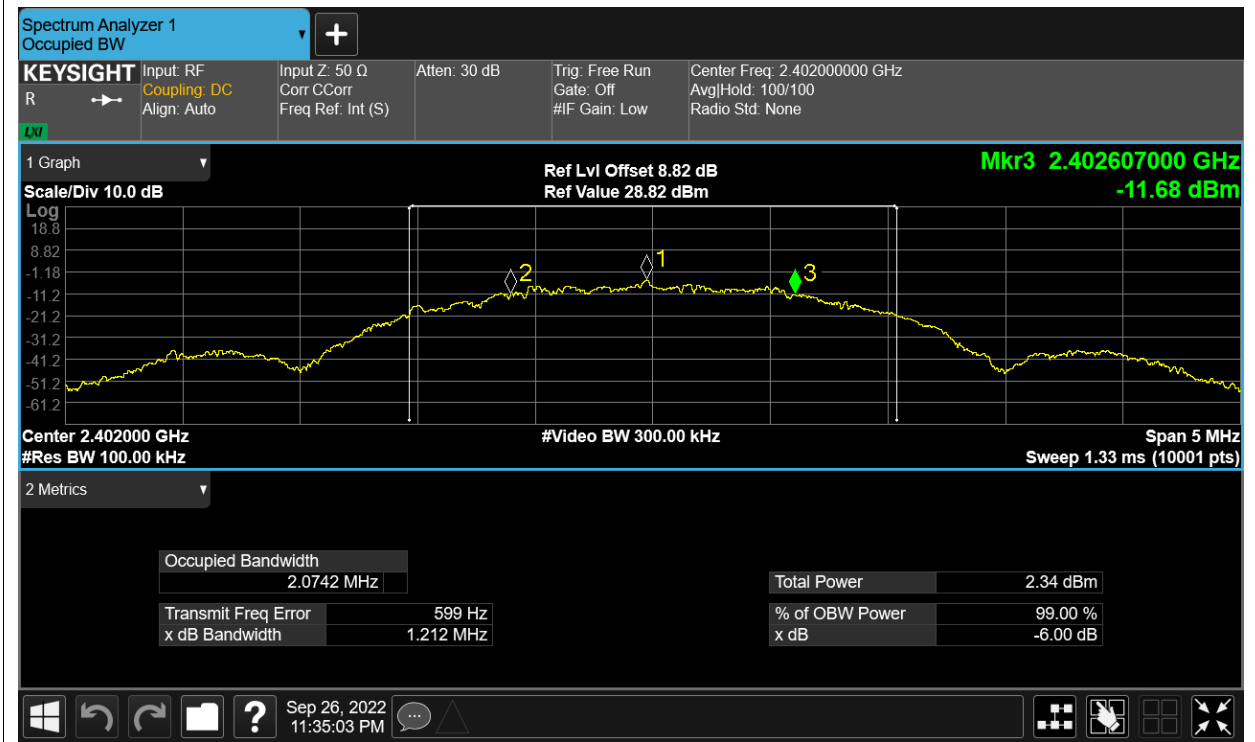 Spectrum Analyzer 1
Occupied BW
KEYSIGHT
R
LXI
Input: RF
Coupling: DC
Align: Auto
Input Z: 50 Ω
Corr CCorr
Freq Ref: Int (S)
Atten: 30 dB
Trig: Free Run
Gate: Off
#IF Gain: Low
Center Freq: 2.402000000 GHz
Avg|Hold: 100/100
Radio Std: None
1 Graph
Scale/Div 10.0 dB
Ref Lvl Offset 8.82 dB
Ref Value 28.82 dBm
Mkr3 2.402607000 GHz
-11.68 dBm
Log
18.8
8.82
-1.18
-11.2
-21.2
-31.2
-41.2
-51.2
-61.2
2
1
3
Center 2.402000 GHz
#Res BW 100.00 kHz
#Video BW 300.00 kHz
Span 5 MHz
Sweep 1.33 ms (10001 pts)
2 Metrics
Occupied Bandwidth
2.0742 MHz
Transmit Freq Error 599 Hz
x dB Bandwidth 1.212 MHz
Total Power 2.34 dBm
% of OBW Power 99.00 %
x dB -6.00 dB
?
Sep 26, 2022
11:35:03 PM